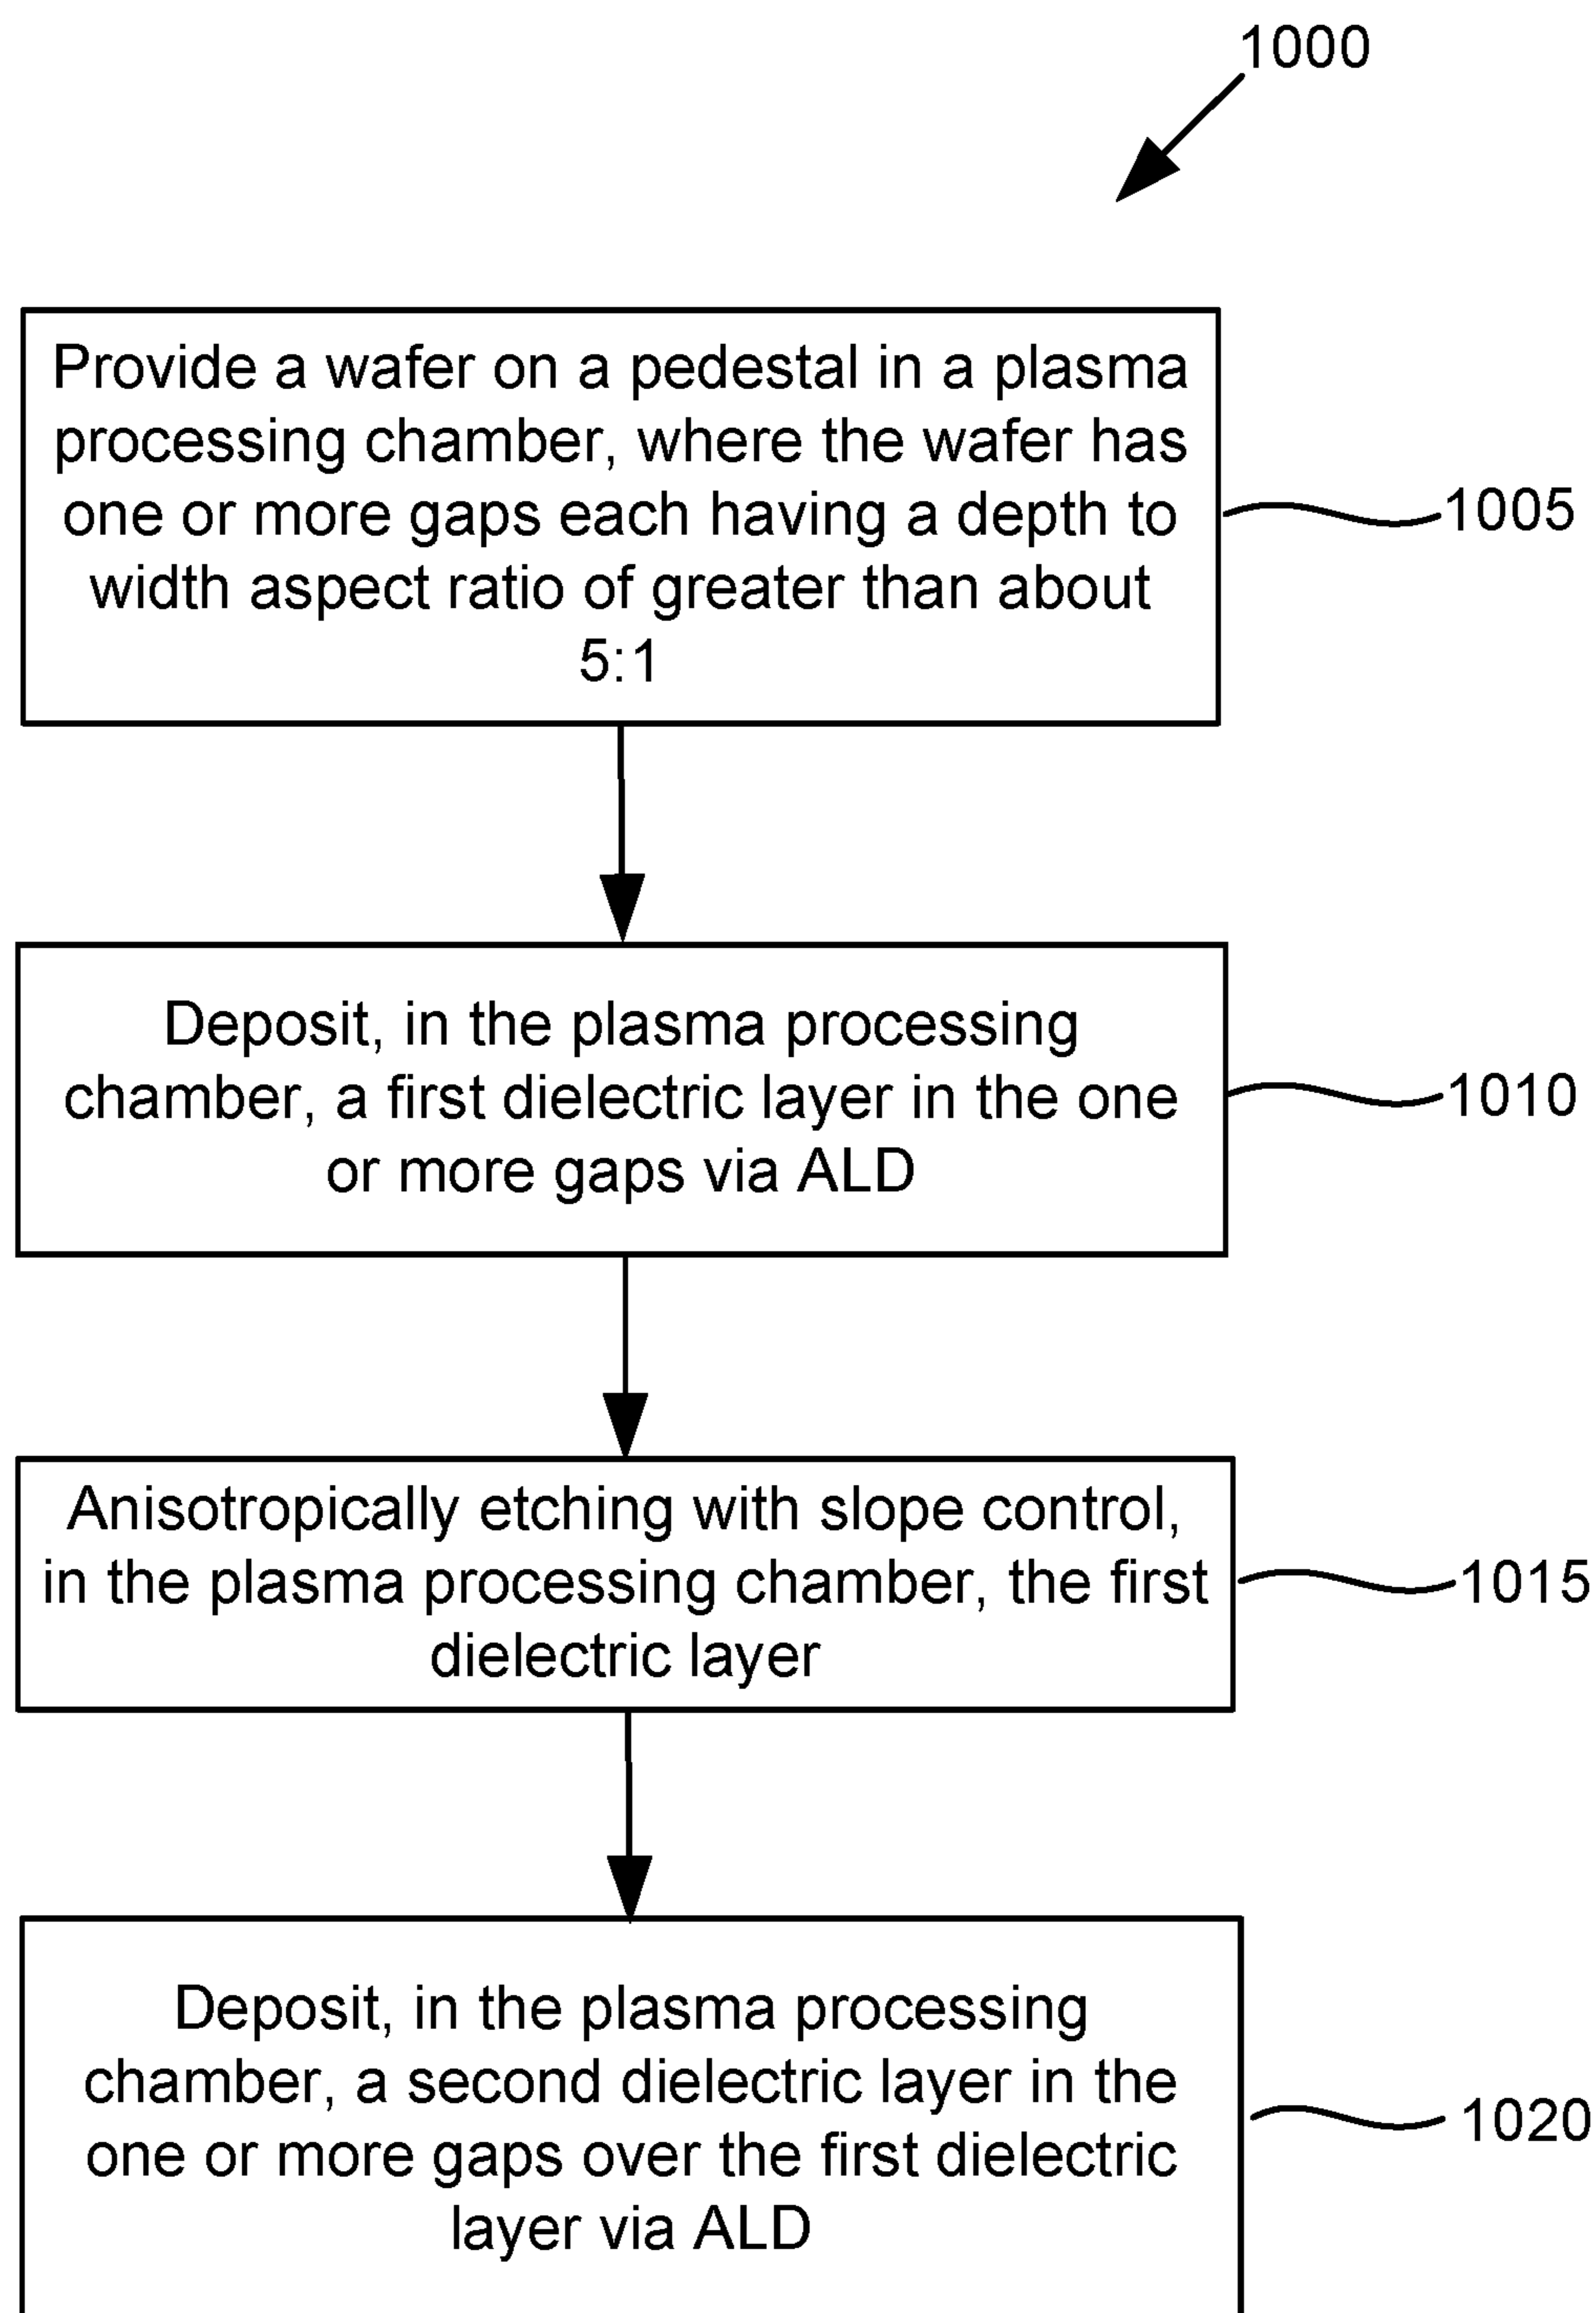 1000
Provide a wafer on a pedestal in a plasma
processing chamber, where the wafer has
one or more gaps each having a depth to
width aspect ratio of greater than about
5:1
1005
Deposit, in the plasma processing
chamber, a first dielectric layer in the one
or more gaps via ALD
1010
Anisotropically etching with slope control,
in the plasma processing chamber, the first
dielectric layer
1015
Deposit, in the plasma processing
chamber, a second dielectric layer in the
one or more gaps over the first dielectric
layer via ALD
1020